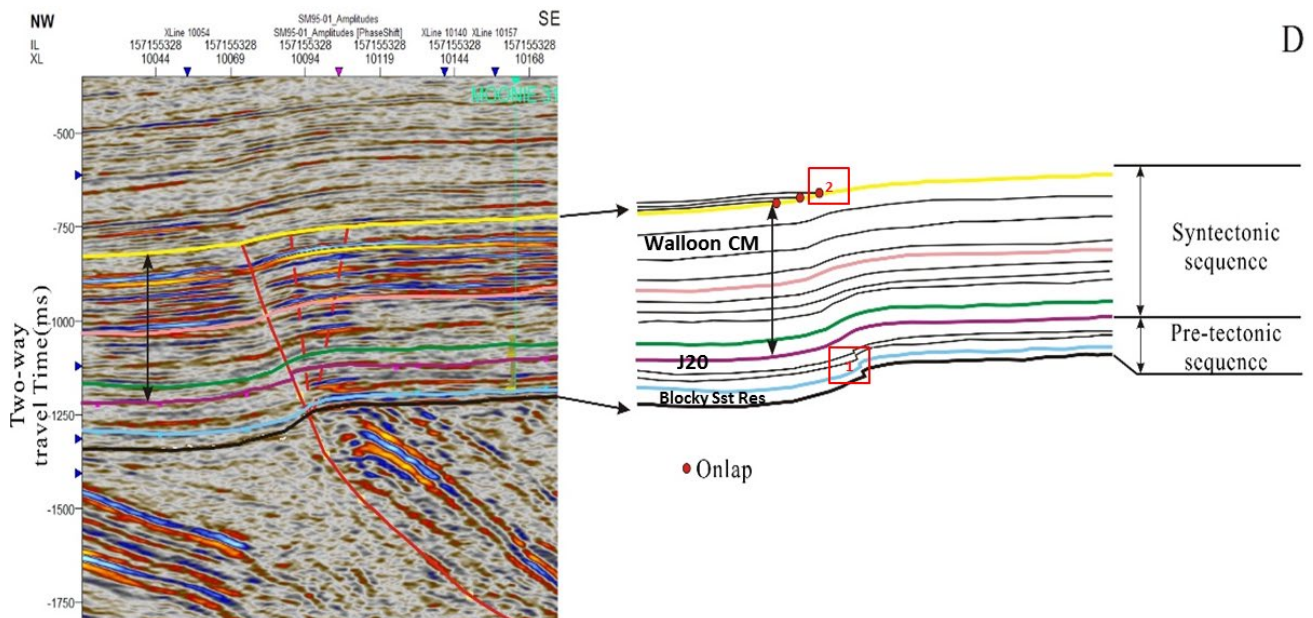 NW
SM95-01_Amplitudes
SE
XLine 10054
SM95-01_Amplitudes [PhaseShift]
XLine 10140 XLine 10157
IL 157155328 157155328 157155328 157155328 157155328 157155328
XL 10044 10069 10094 10119 10144 10168
D
-500
-750
-1000
-1250
-1500
-1750
Two-way
travel Time(ms)
2
Walloon CM
J20
1
Blocky Sst Res
Onlap
Syntectonic
sequence
Pre-tectonic
sequence